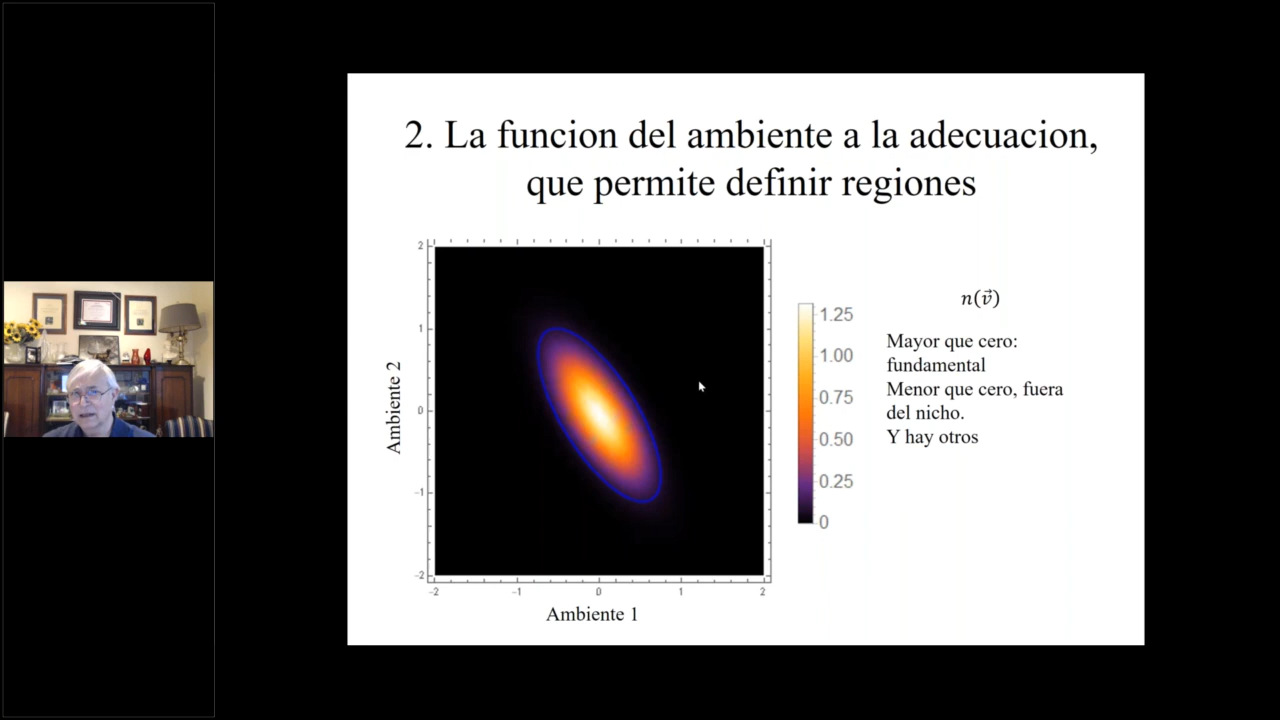 2. La funcion del ambiente a la adecuacion,
que permite definir regiones
2
1
0
−1
−2
−2
−1
0
1
2
Ambiente 2
Ambiente 1
1.25
1.00
0.75
0.50
0.25
0
n(v⃗)
Mayor que cero:
fundamental
Menor que cero, fuera
del nicho.
Y hay otros